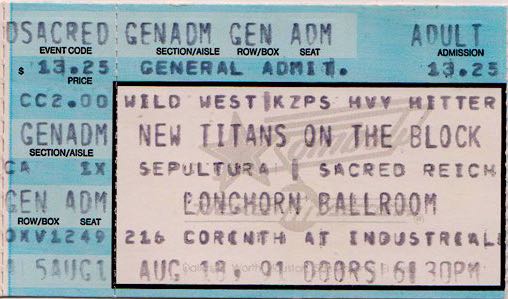 DSACRED GENADM GEN ADM ADULT
EVENT CODE SECTION/AISLE ROW/BOX SEAT ADMISSION
$ 13.25 GENERAL ADMIT. 13.25
PRICE
CC2.00 WILD WEST|KZPS HVY HITTER
GENADM NEW TITANS ON THE BLOCK
SECTION/AISLE
CA 1X SEPULTURA | SACRED REICH
GEN ADM LONGHORN BALLROOM
ROW/BOX SEAT
OXV1249 216 CORENTH AT INDUSTREAL
5AUG1 AUG 18, 91 DOORS 6:30PM